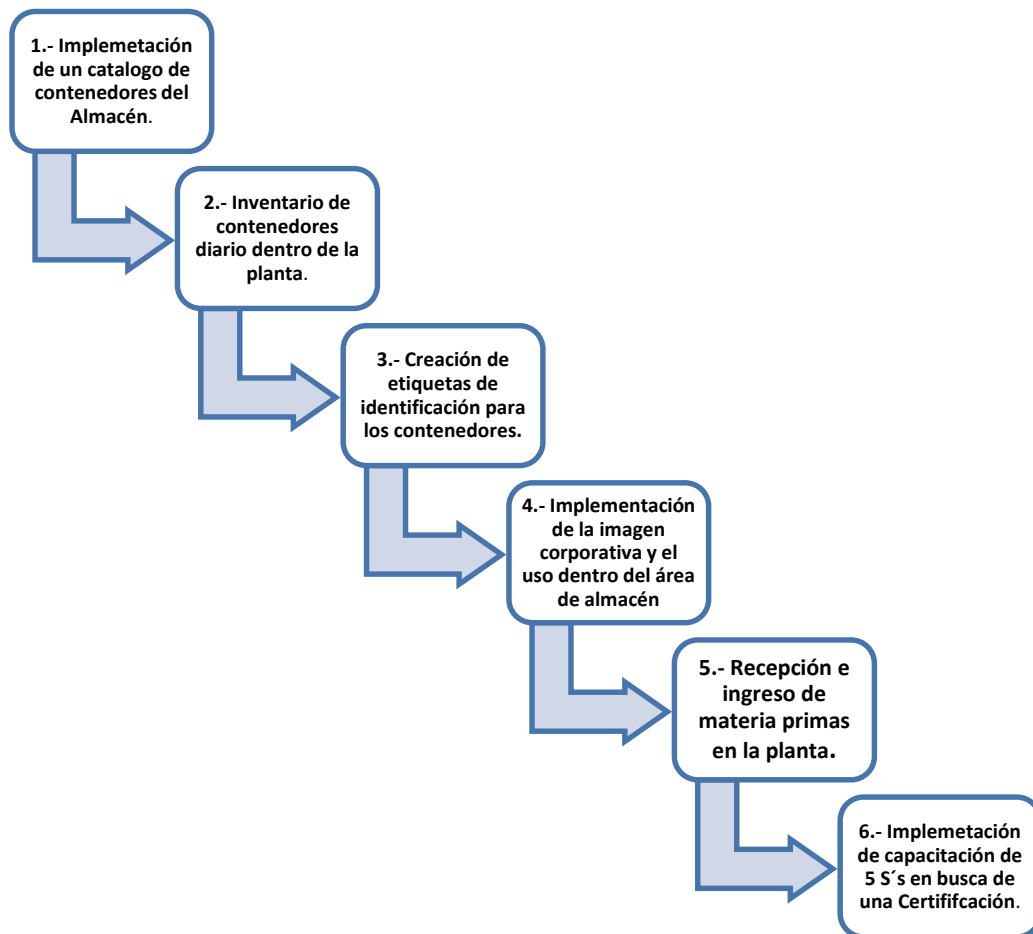 1.- Implemetación
de un catalogo de
contenedores del
Almacén.
2.- Inventario de
contenedores
diario dentro de la
planta.
3.- Creación de
etiquetas de
identificación para
los contenedores.
4.- Implementación
de la imagen
corporativa y el
uso dentro del área
de almacén
5.- Recepción e
ingreso de
materia primas
en la planta.
6.- Implemetación
de capacitación de
5 S´s en busca de
una Certififcación.